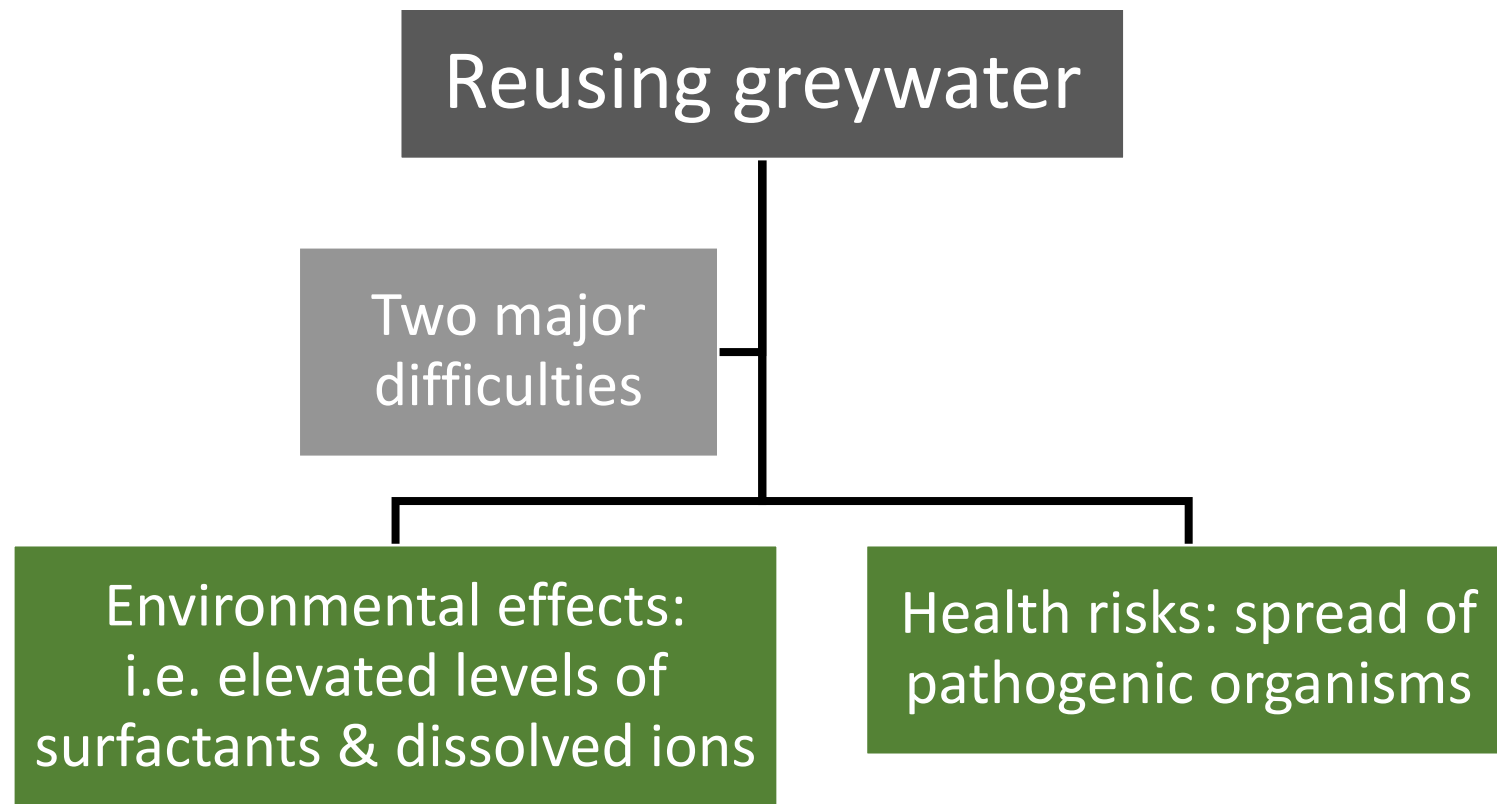 Reusing greywater
Two major
difficulties
Environmental effects:
i.e. elevated levels of
surfactants & dissolved ions
Health risks: spread of
pathogenic organisms